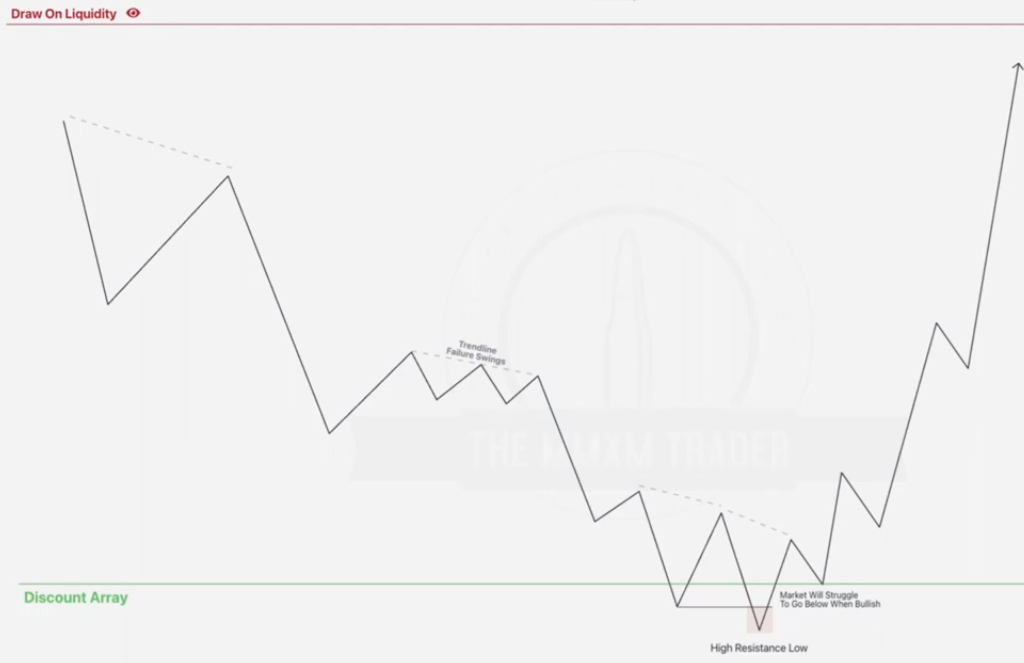 Draw On Liquidity
Trendline
Failure Swings
THE MMXM TRADER
Discount Array
Market Will Struggle
To Go Below When Bullish
High Resistance Low